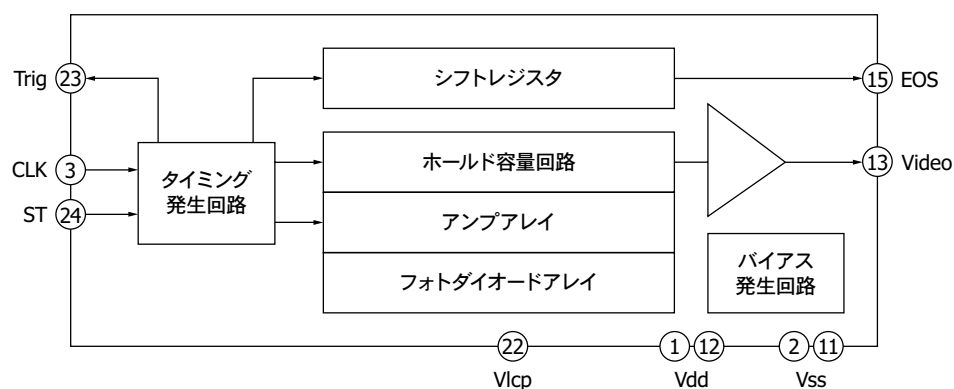 シフトレジスタ
Trig 23
15 EOS
CLK 3
ホールド容量回路
13 Video
タイミング
発生回路
ST 24
アンプアレイ
バイアス
発生回路
フォトダイオードアレイ
22
1 12
2 11
Vlcp
Vdd
Vss